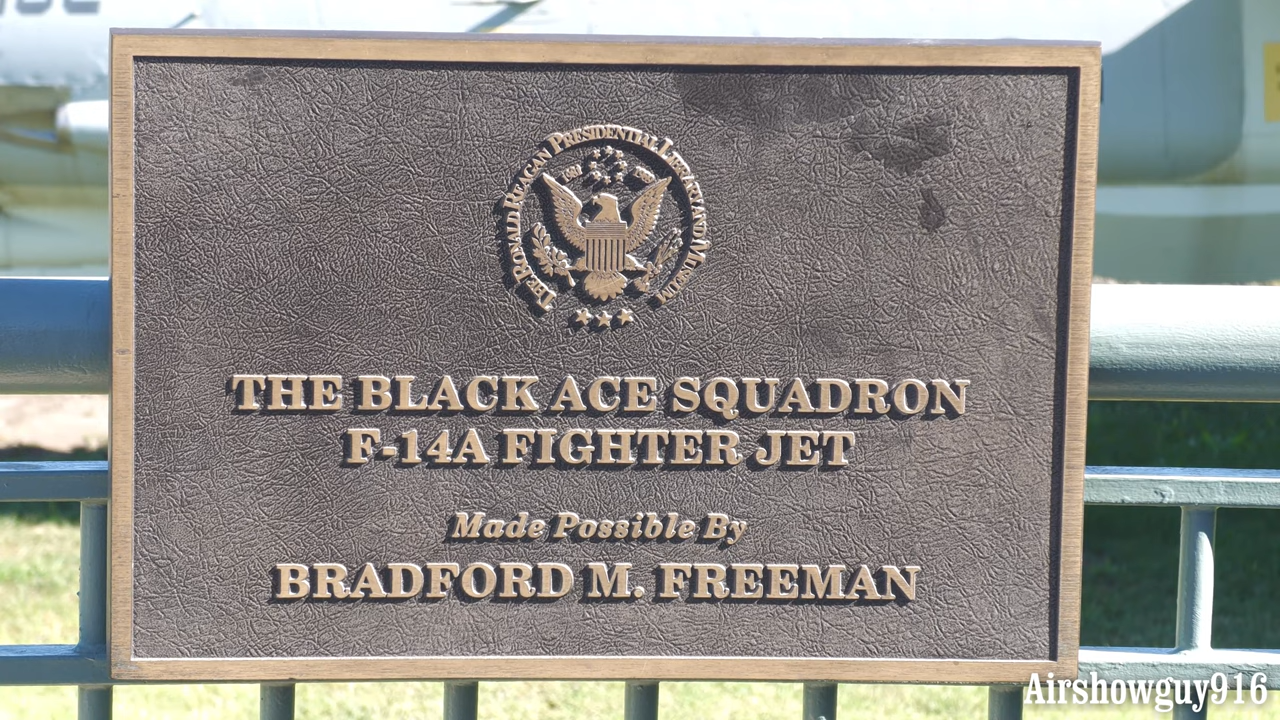 THE RONALD REAGAN PRESIDENTIAL LIBRARY AND MUSEUM
THE BLACK ACE SQUADRON
F-14A FIGHTER JET
Made Possible By
BRADFORD M. FREEMAN
Airshowguy916